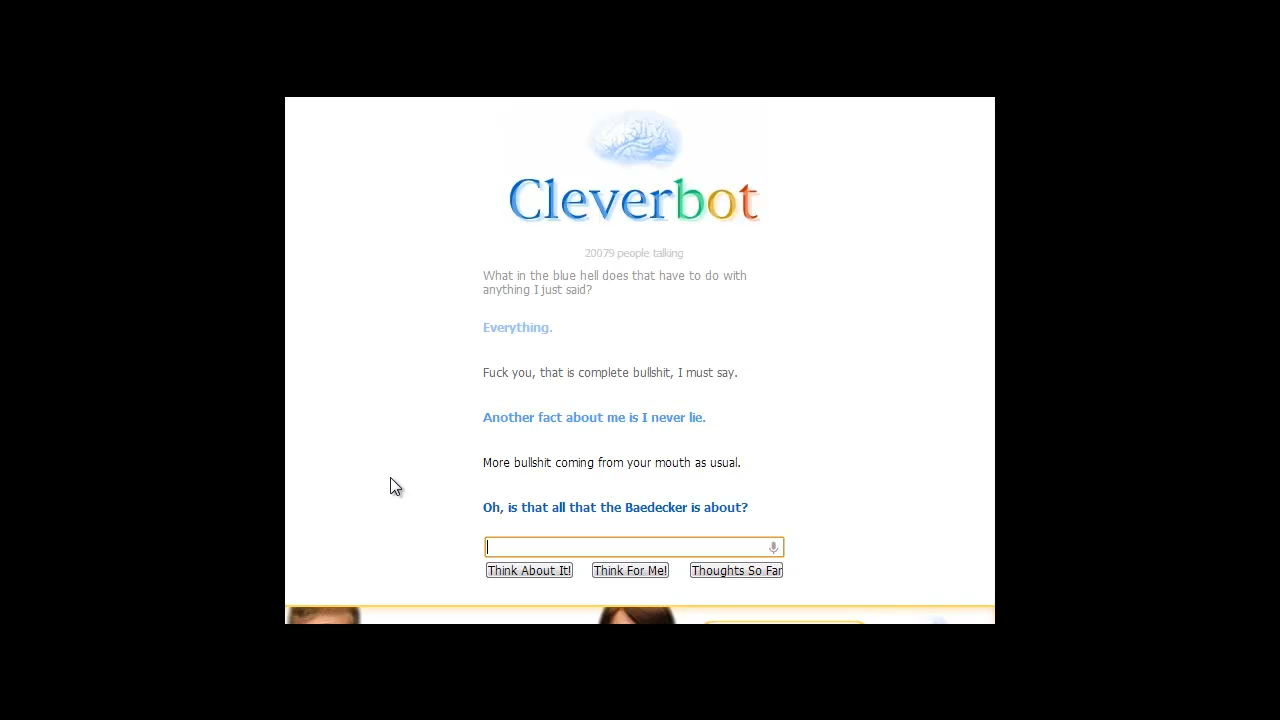 Cleverbot
20079 people talking
What in the blue hell does that have to do with
anything I just said?
Everything.
Fuck you, that is complete bullshit, I must say.
Another fact about me is I never lie.
More bullshit coming from your mouth as usual.
Oh, is that all that the Baedecker is about?
Think About It! Think For Me! Thoughts So Far